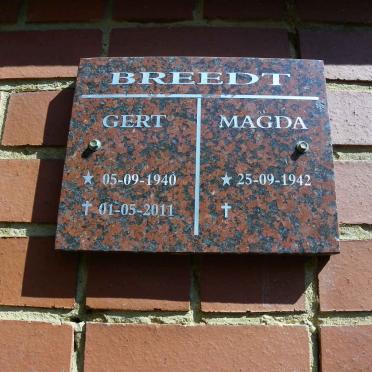 BREEDT
GERT
★ 05-09-1940
✝ 01-05-2011
MAGDA
★ 25-09-1942
✝